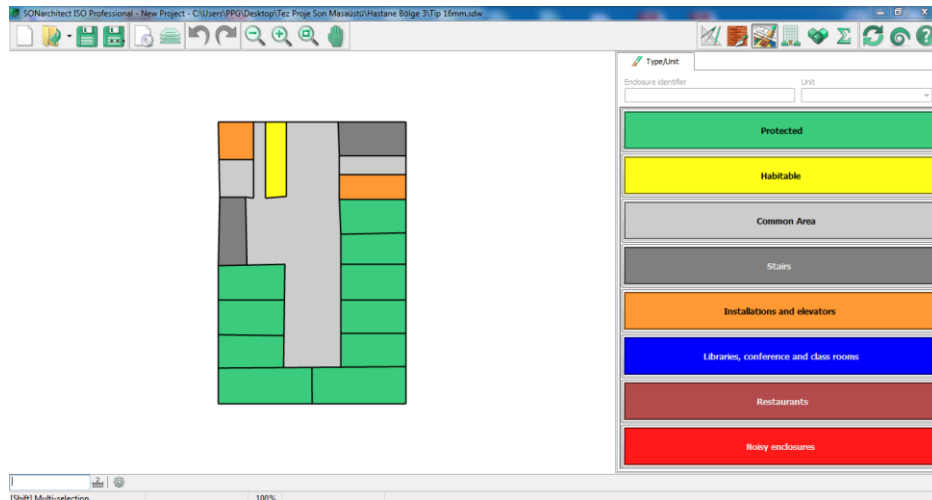 SONarchitect ISO Professional - New Project - C:\Users\PPG\Desktop\Tez Proje Son Masaüstü\Hastane Bölge 3\Tip 16mm.sdw
Type/Unit
Enclosure identifier
Unit
Protected
Habitable
Common Area
Stairs
Installations and elevators
Libraries, conference and class rooms
Restaurants
Noisy enclosures
[Shift] Multi-selection
100%